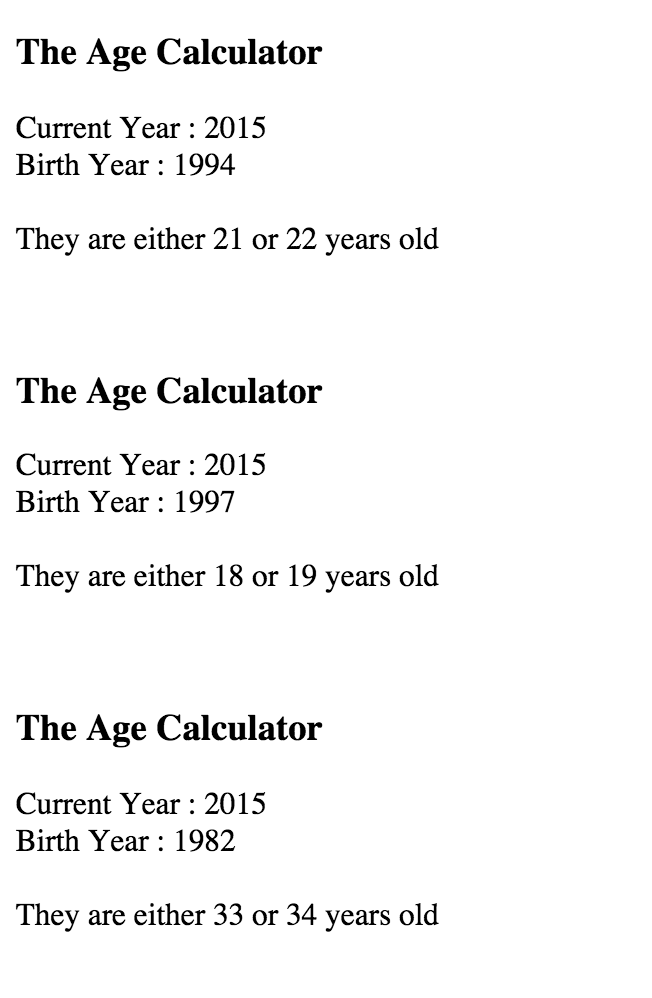 The Age Calculator
Current Year : 2015
Birth Year : 1994
They are either 21 or 22 years old
The Age Calculator
Current Year : 2015
Birth Year : 1997
They are either 18 or 19 years old
The Age Calculator
Current Year : 2015
Birth Year : 1982
They are either 33 or 34 years old